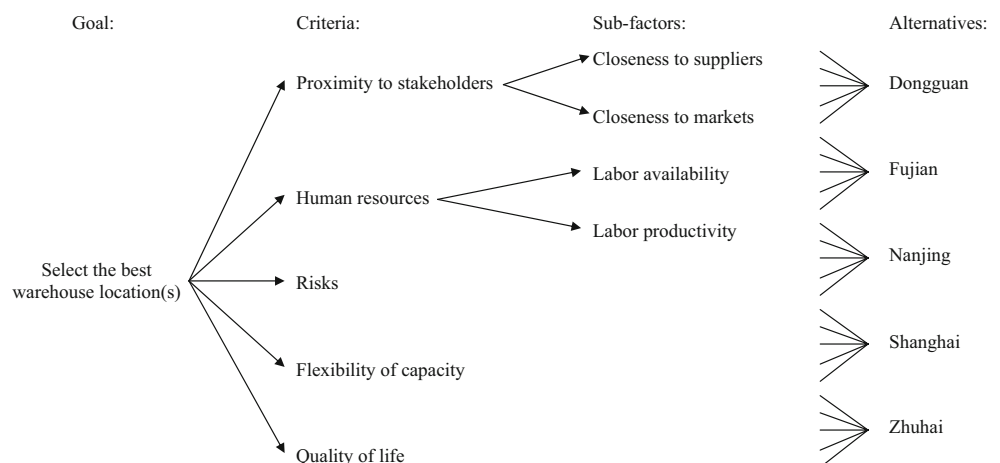 Goal:
Criteria:
Sub-factors:
Alternatives:
Closeness to suppliers
Proximity to stakeholders
Dongguan
Closeness to markets
Labor availability
Fujian
Human resources
Labor productivity
Nanjing
Select the best
warehouse location(s)
Risks
Shanghai
Flexibility of capacity
Zhuhai
Quality of life